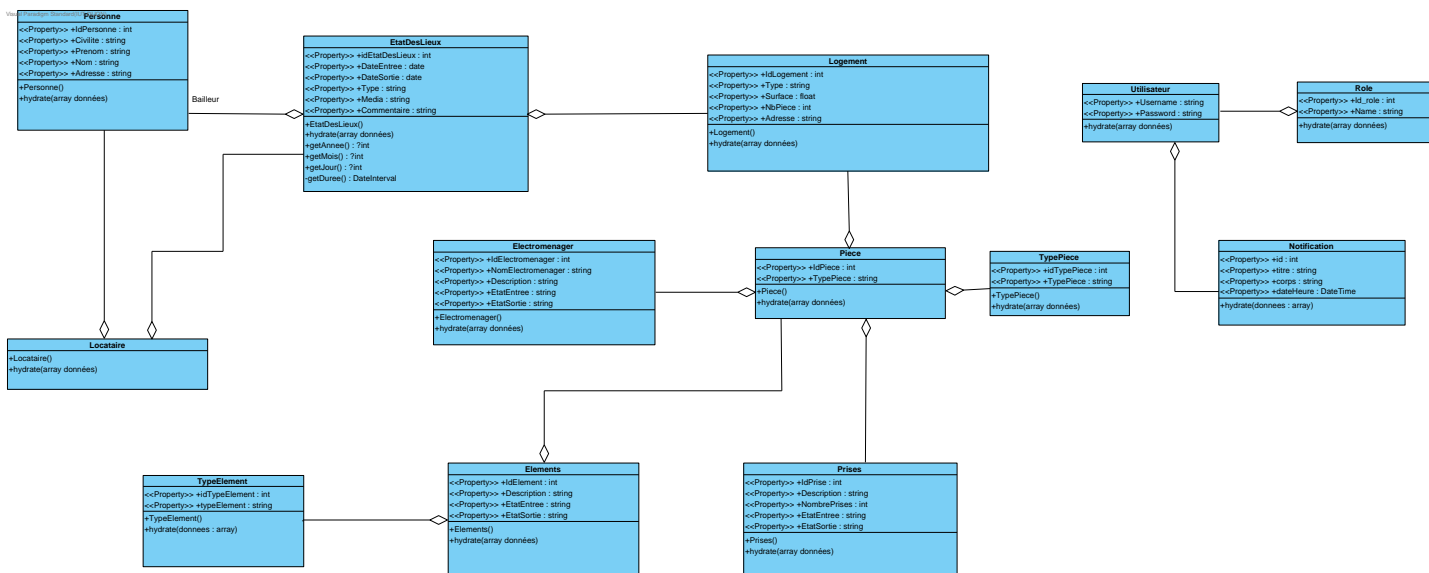 Visual Paradigm Standard
Personne
<<Property>> +IdPersonne : int
<<Property>> +Civilite : string
<<Property>> +Prenom : string
<<Property>> +Nom : string
<<Property>> +Adresse : string
+Personne()
+hydrate(array données)
Bailleur
EtatDesLieux
<<Property>> +idEtatDesLieux : int
<<Property>> +DateEntree : date
<<Property>> +DateSortie : date
<<Property>> +Type : string
<<Property>> +Media : string
<<Property>> +Commentaire : string
+EtatDesLieux()
+hydrate(array données)
+getAnnee() : ?int
+getMois() : ?int
+getJour() : ?int
-getDuree() : DateInterval
Logement
<<Property>> +IdLogement : int
<<Property>> +Type : string
<<Property>> +Surface : float
<<Property>> +NbPiece : int
<<Property>> +Adresse : string
+Logement()
+hydrate(array données)
Utilisateur
<<Property>> +Username : string
<<Property>> +Password : string
+hydrate(array données)
Role
<<Property>> +Id_role : int
<<Property>> +Name : string
+hydrate(array données)
Electromenager
<<Property>> +IdElectromenager : int
<<Property>> +NomElectromenager : string
<<Property>> +Description : string
<<Property>> +EtatEntree : string
<<Property>> +EtatSortie : string
+Electromenager()
+hydrate(array données)
Piece
<<Property>> +IdPiece : int
<<Property>> +TypePiece : string
+Piece()
+hydrate(array données)
TypePiece
<<Property>> +idTypePiece : int
<<Property>> +TypePiece : string
+TypePiece()
+hydrate(array données)
Notification
<<Property>> +id : int
<<Property>> +titre : string
<<Property>> +corps : string
<<Property>> +dateHeure : DateTime
+hydrate(donnees : array)
Locataire
+Locataire()
+hydrate(array données)
TypeElement
<<Property>> +idTypeElement : int
<<Property>> +typeElement : string
+TypeElement()
+hydrate(donnees : array)
Elements
<<Property>> +IdElement : int
<<Property>> +Description : string
<<Property>> +EtatEntree : string
<<Property>> +EtatSortie : string
+Elements()
+hydrate(array données)
Prises
<<Property>> +IdPrise : int
<<Property>> +Description : string
<<Property>> +NombrePrises : int
<<Property>> +EtatEntree : string
<<Property>> +EtatSortie : string
+Prises()
+hydrate(array données)